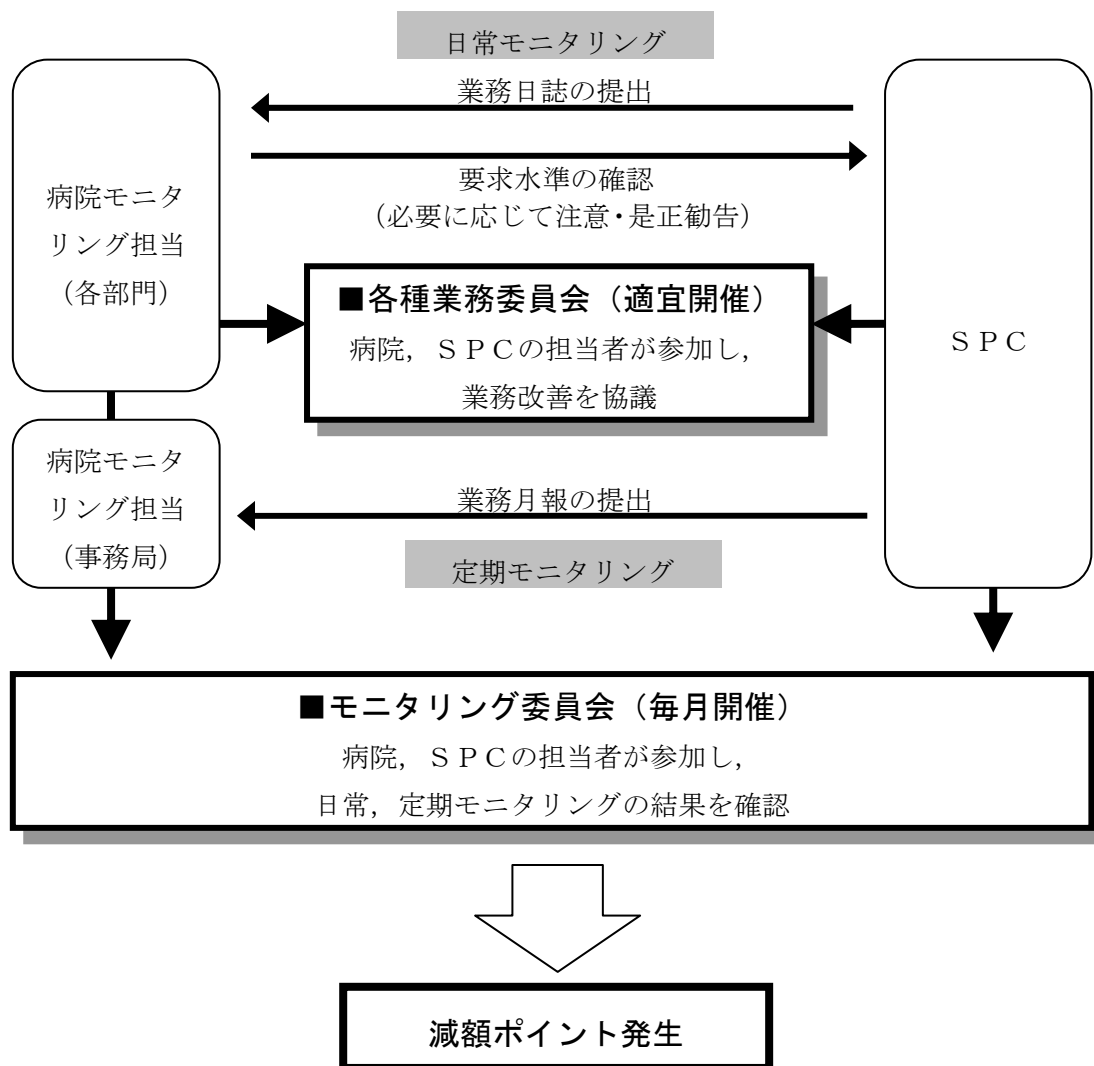 日常モニタリング
業務日誌の提出
要求水準の確認
（必要に応じて注意・是正勧告）
病院モニタ
リング担当
（各部門）
■各種業務委員会（適宜開催）
病院，ＳＰＣの担当者が参加し，
業務改善を協議
ＳＰＣ
病院モニタ
リング担当
（事務局）
業務月報の提出
定期モニタリング
■モニタリング委員会（毎月開催）
病院，ＳＰＣの担当者が参加し，
日常，定期モニタリングの結果を確認
減額ポイント発生